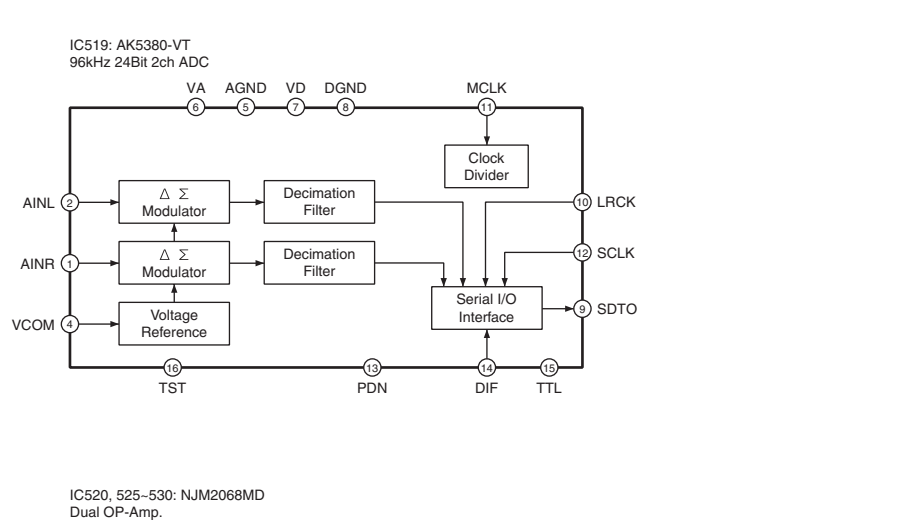 IC519: AK5380-VT
96kHz 24Bit 2ch ADC
VA AGND VD DGND MCLK
6 5 7 8 11
Clock
Divider
AINL 2 Δ Σ
Modulator
Decimation
Filter
10 LRCK
AINR 1 Δ Σ
Modulator
Decimation
Filter
12 SCLK
VCOM 4 Voltage
Reference
Serial I/O
Interface
9 SDTO
16 13 14 15
TST PDN DIF TTL
IC520, 525~530: NJM2068MD
Dual OP-Amp.